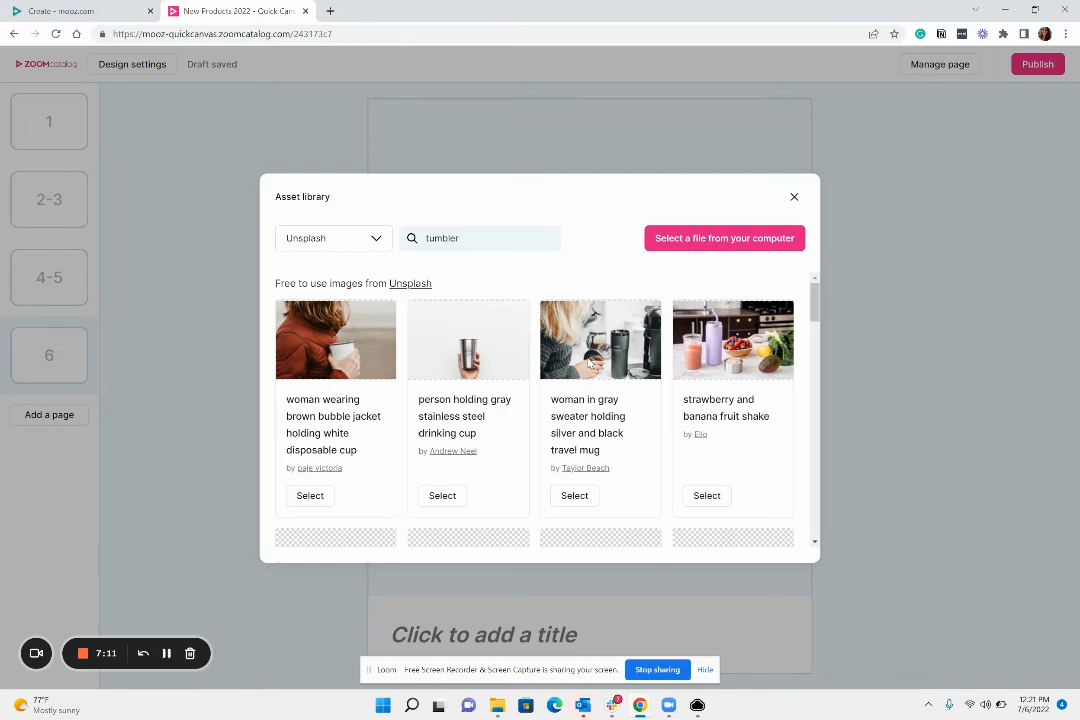 Create - mooz.com
New Products 2022 - Quick Can
https://mooz-quickcanvas.zoomcatalog.com/243173c7
ZOOMcatalog
Design settings
Draft saved
Manage page
Publish
1
2-3
4-5
6
Add a page
Asset library
Unsplash
tumbler
Select a file from your computer
Free to use images from Unsplash
woman wearing
brown bubble jacket
holding white
disposable cup
by paje victoria
Select
person holding gray
stainless steel
drinking cup
by Andrew Neel
Select
woman in gray
sweater holding
silver and black
travel mug
by Taylor Beach
Select
strawberry and
banana fruit shake
by Ello
Select
Click to add a title
7:11
Loom
Free Screen Recorder & Screen Capture is sharing your screen.
Stop sharing
Hide
77°F
Mostly sunny
7
12:21 PM
7/6/2022
4